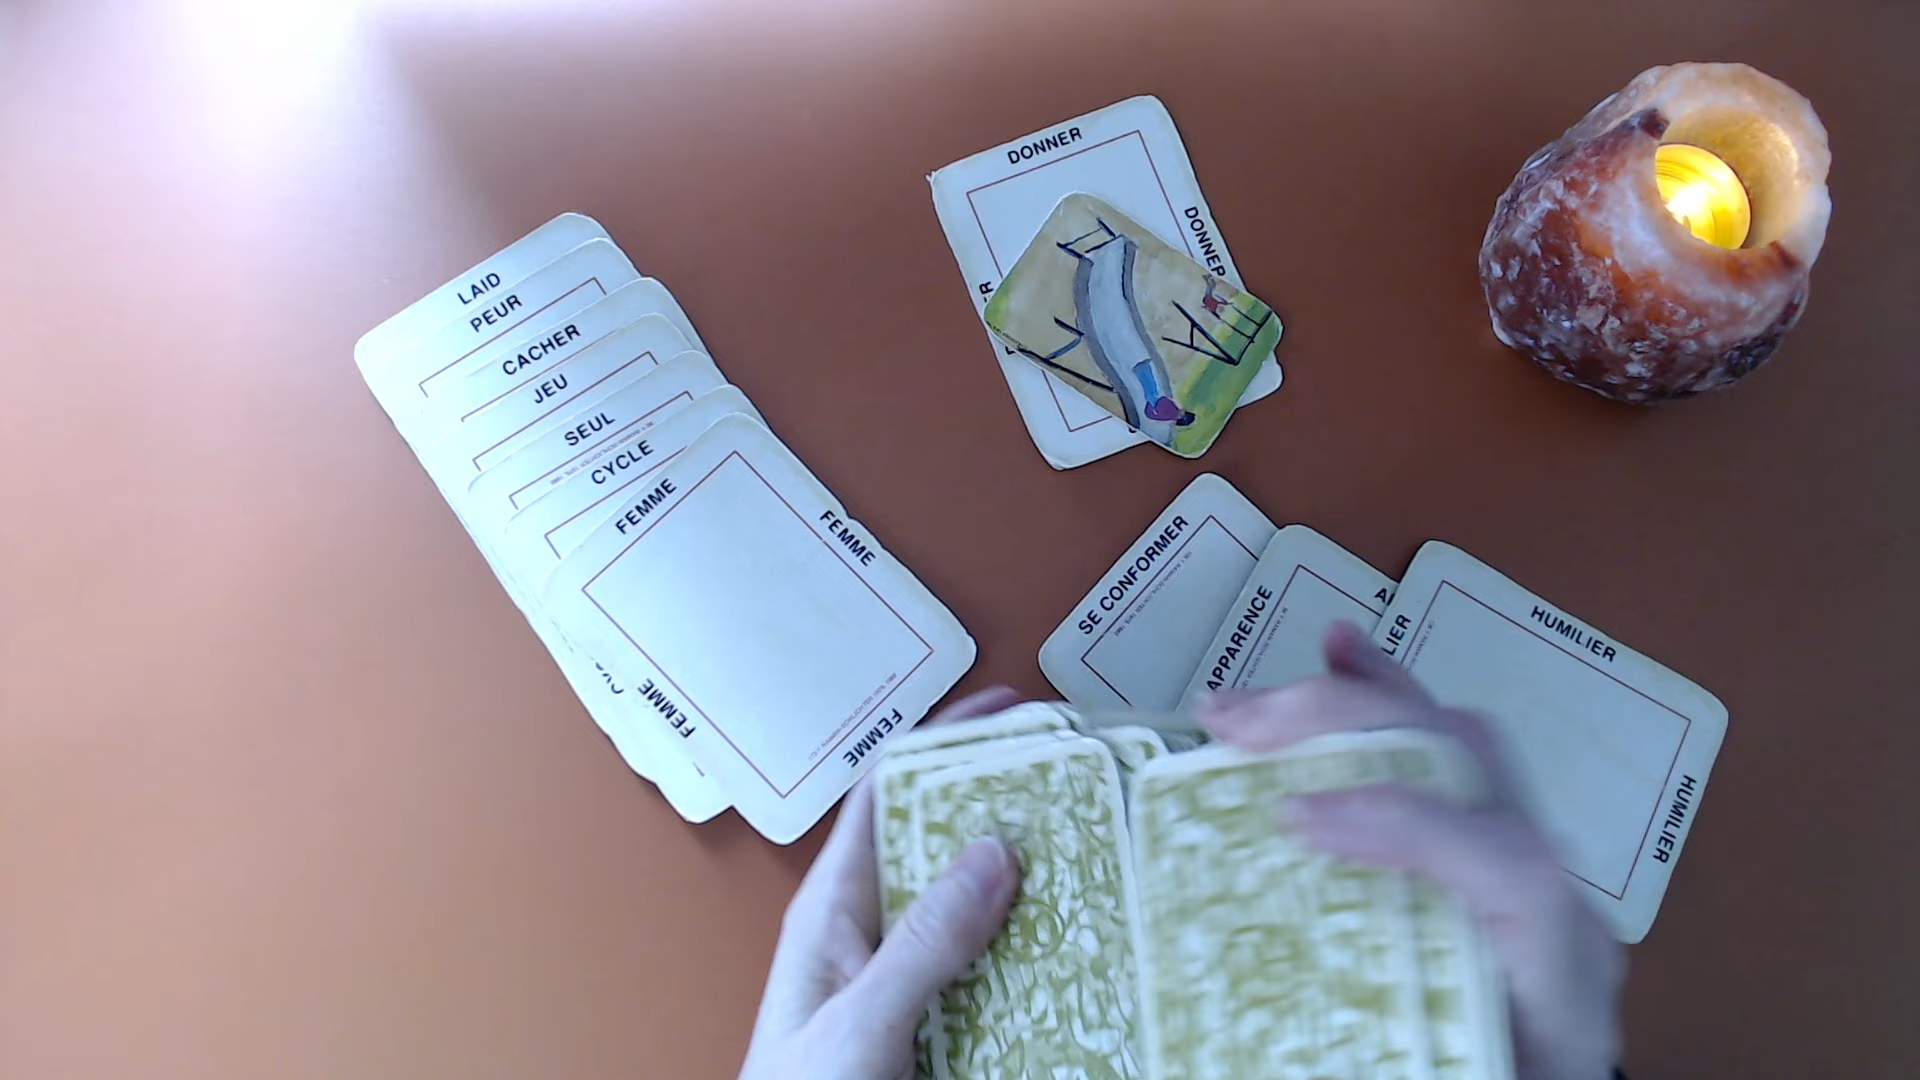 LAID
PEUR
CACHER
JEU
SEUL
CYCLE
FEMME
FEMME
FEMME
FEMME
DONNER
DONNER
SE CONFORMER
APPARENCE
HUMILIER
HUMILIER